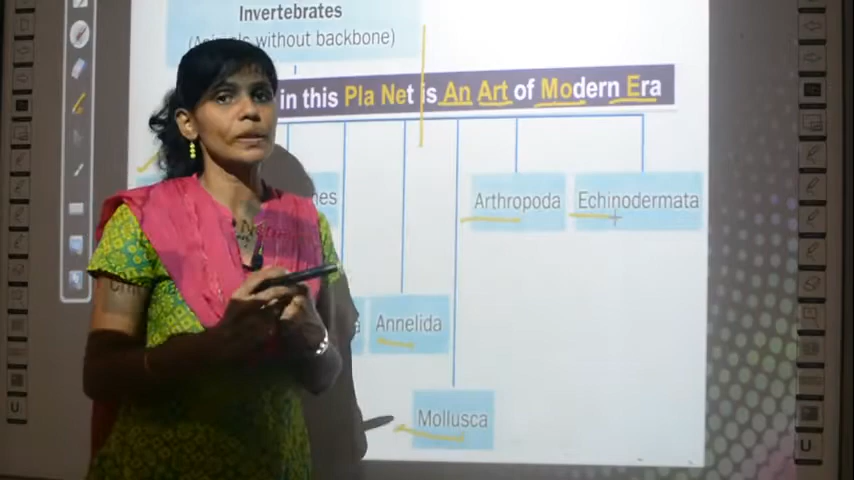 Invertebrates
without backbone)
in this Pla Net is An Art of Modern Era
Arthropoda
Echinodermata
Annelida
Mollusca